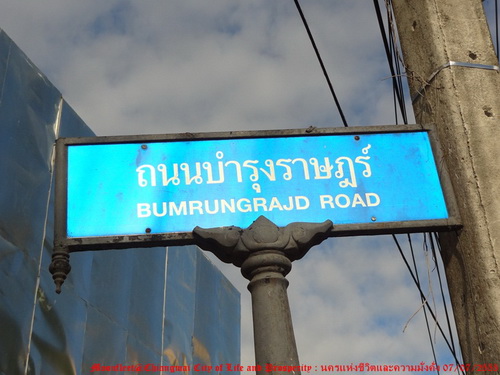 ถนนบำรุงราษฎร์
BUMRUNGRAJD ROAD
City of Life and Prosperity : นครแห่งชีวิตและความมั่งคั่ง